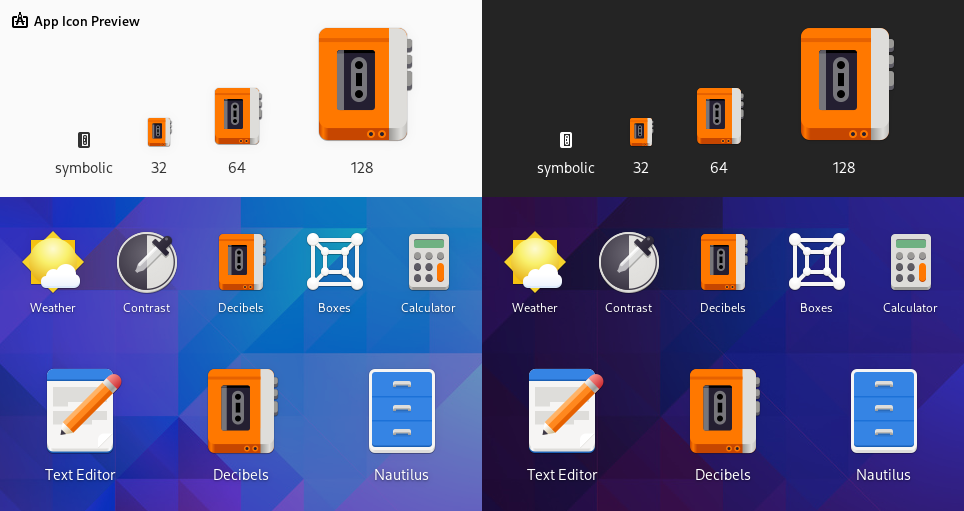 App Icon Preview
symbolic 32 64 128
symbolic 32 64 128
Weather Contrast Decibels Boxes Calculator
Weather Contrast Decibels Boxes Calculator
Text Editor Decibels Nautilus
Text Editor Decibels Nautilus